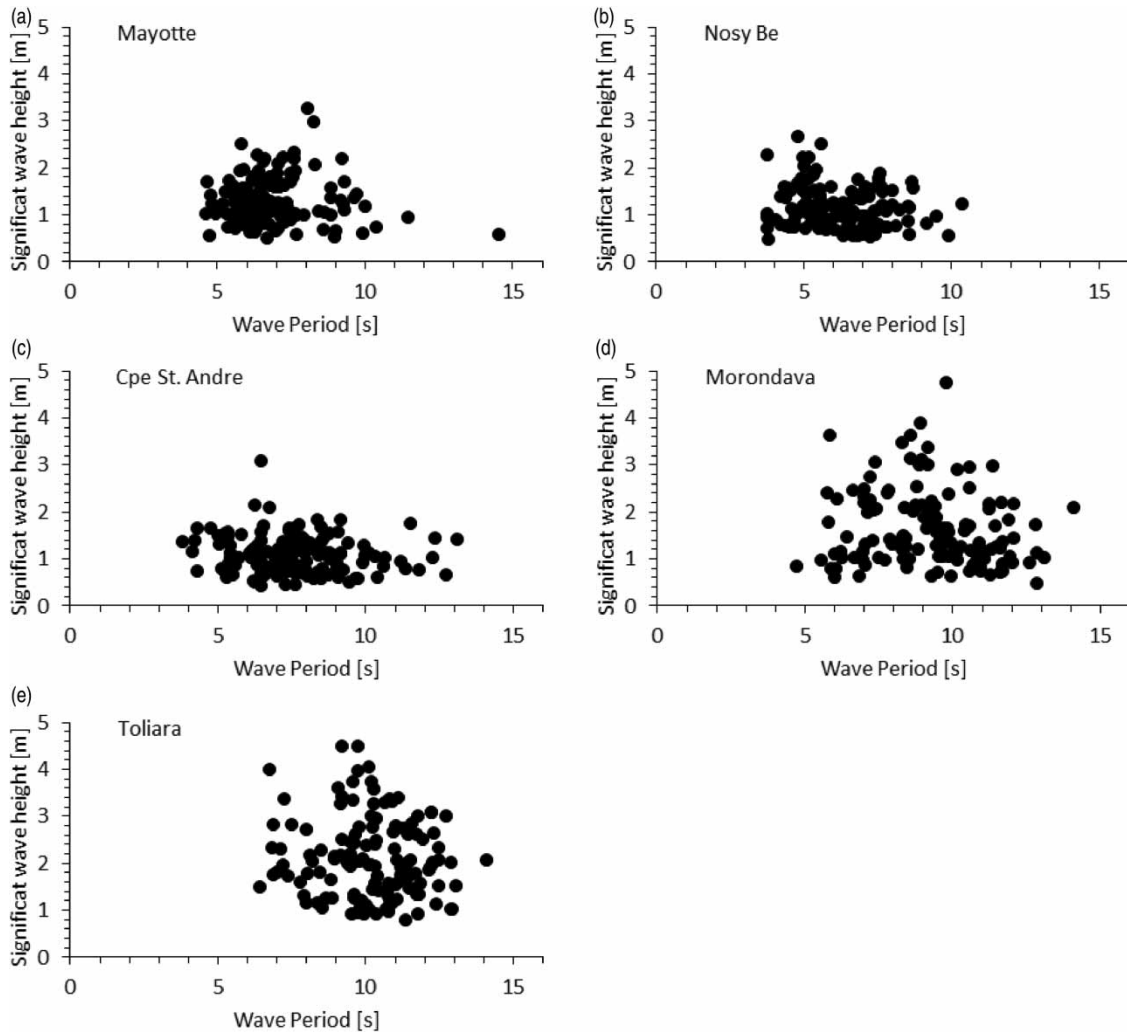 (a)
Mayotte
Significat wave height [m]
5
4
3
2
1
0
0 5 10 15
Wave Period [s]
(b)
Nosy Be
Significat wave height [m]
5
4
3
2
1
0
0 5 10 15
Wave Period [s]
(c)
Cpe St. Andre
Significat wave height [m]
5
4
3
2
1
0
0 5 10 15
Wave Period [s]
(d)
Morondava
Significat wave height [m]
5
4
3
2
1
0
0 5 10 15
Wave Period [s]
(e)
Toliara
Significat wave height [m]
5
4
3
2
1
0
0 5 10 15
Wave Period [s]